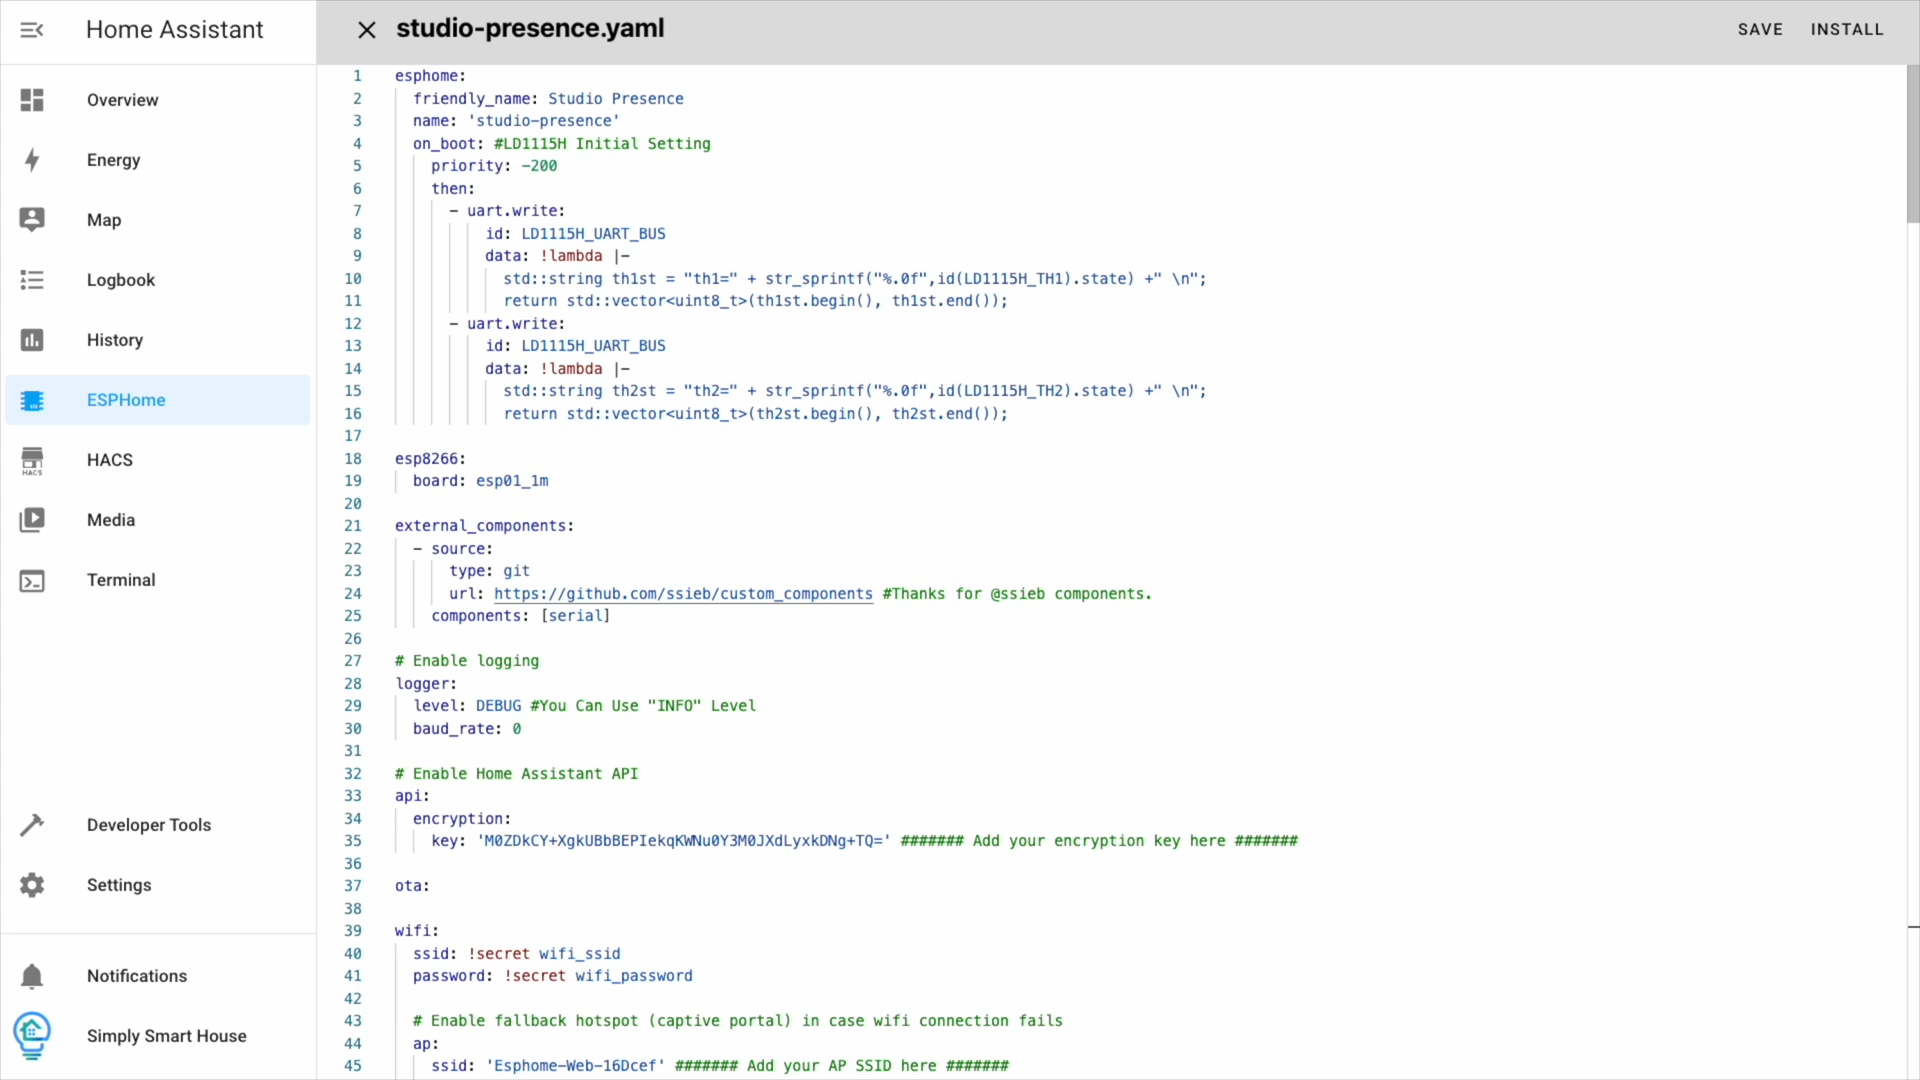 Home Assistant
studio-presence.yaml
SAVE
INSTALL
Overview
Energy
Map
Logbook
History
ESPHome
HACS
HACS
Media
Terminal
Developer Tools
Settings
Notifications
Simply Smart House
1 esphome:
2   friendly_name: Studio Presence
3   name: 'studio-presence'
4   on_boot: #LD1115H Initial Setting
5     priority: -200
6     then:
7       - uart.write:
8           id: LD1115H_UART_BUS
9           data: !lambda |-
10             std::string th1st = "th1=" + str_sprintf("%.0f",id(LD1115H_TH1).state) +" \n";
11             return std::vector<uint8_t>(th1st.begin(), th1st.end());
12       - uart.write:
13           id: LD1115H_UART_BUS
14           data: !lambda |-
15             std::string th2st = "th2=" + str_sprintf("%.0f",id(LD1115H_TH2).state) +" \n";
16             return std::vector<uint8_t>(th2st.begin(), th2st.end());
17
18 esp8266:
19   board: esp01_1m
20
21 external_components:
22   - source:
23       type: git
24       url: https://github.com/ssieb/custom_components #Thanks for @ssieb components.
25     components: [serial]
26
27 # Enable logging
28 logger:
29   level: DEBUG #You Can Use "INFO" Level
30   baud_rate: 0
31
32 # Enable Home Assistant API
33 api:
34   encryption:
35     key: 'M0ZDkCY+XgkUBbBEPIekqKWNu0Y3M0JXdLyxkDNg+TQ=' ####### Add your encryption key here #######
36
37 ota:
38
39 wifi:
40   ssid: !secret wifi_ssid
41   password: !secret wifi_password
42
43   # Enable fallback hotspot (captive portal) in case wifi connection fails
44   ap:
45     ssid: 'Esphome-Web-16Dcef' ####### Add your AP SSID here #######